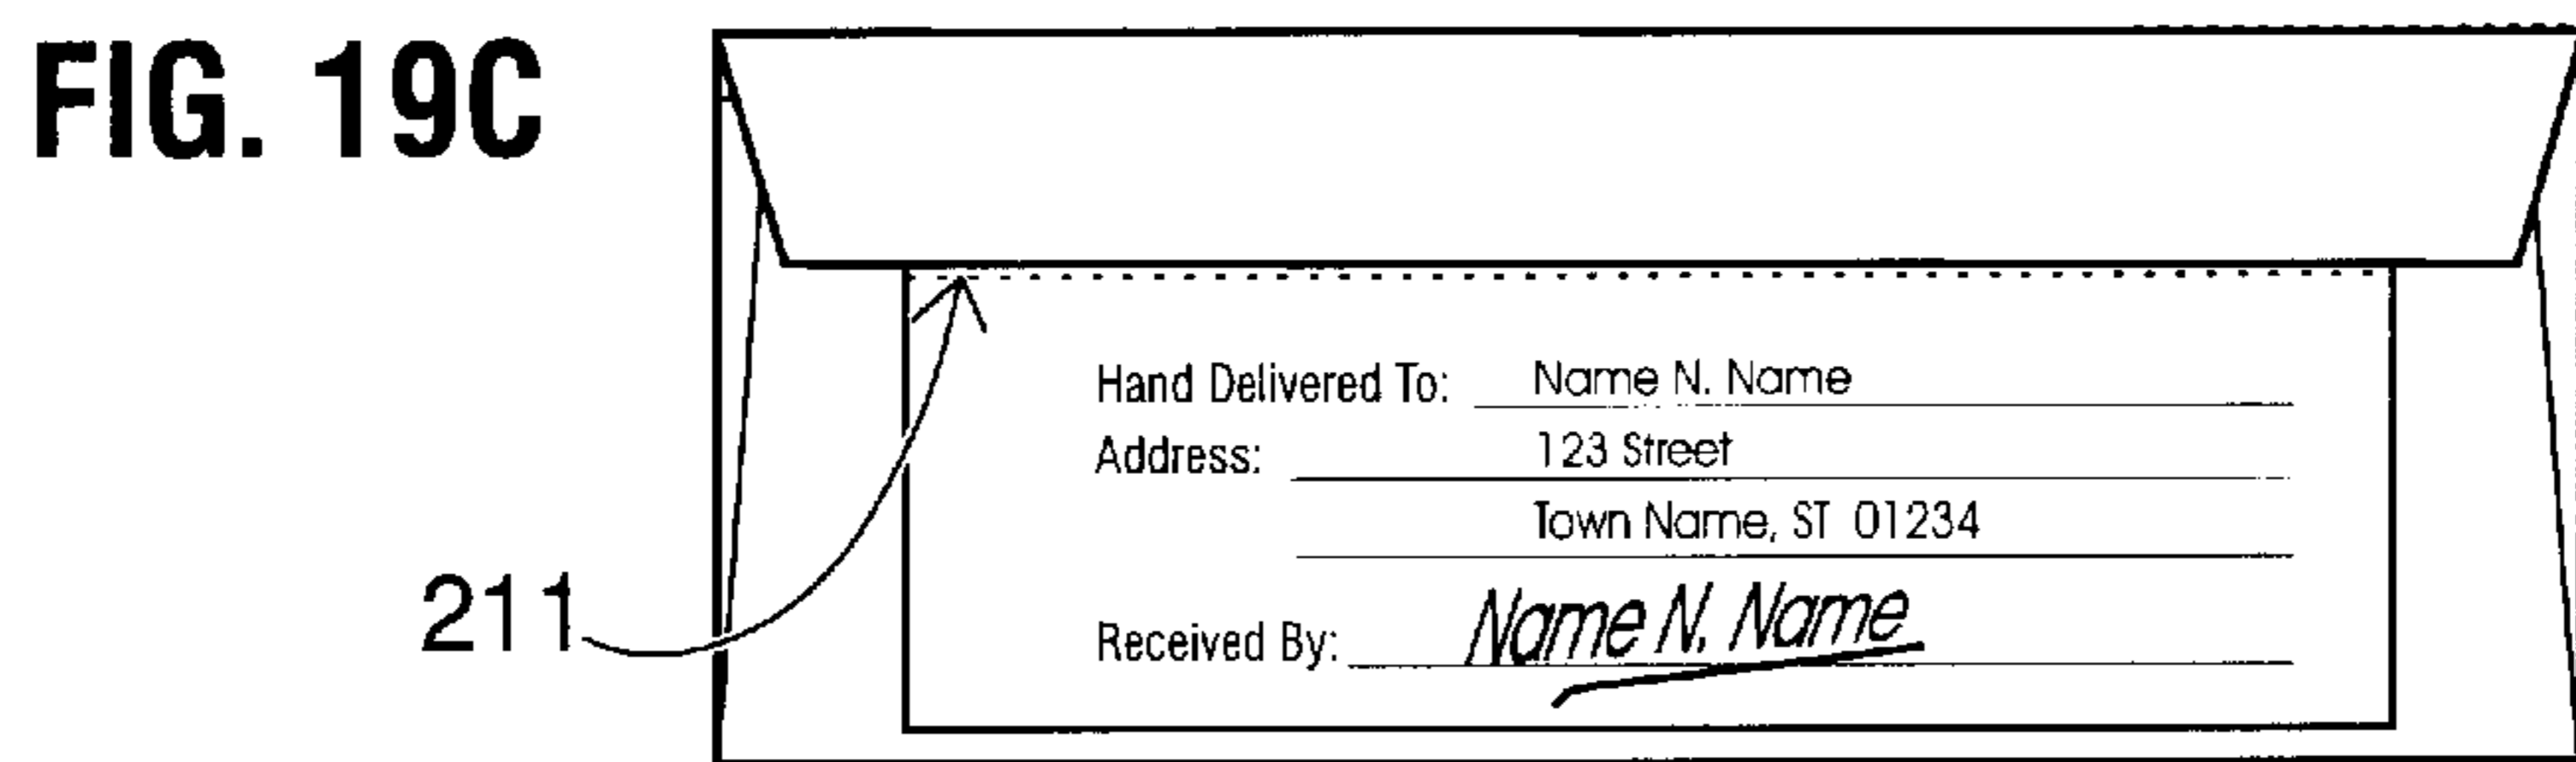 FIG. 19C
Hand Delivered To: Name N. Name
Address: 123 Street
Town Name, ST 01234
211
Received By: Name N. Name